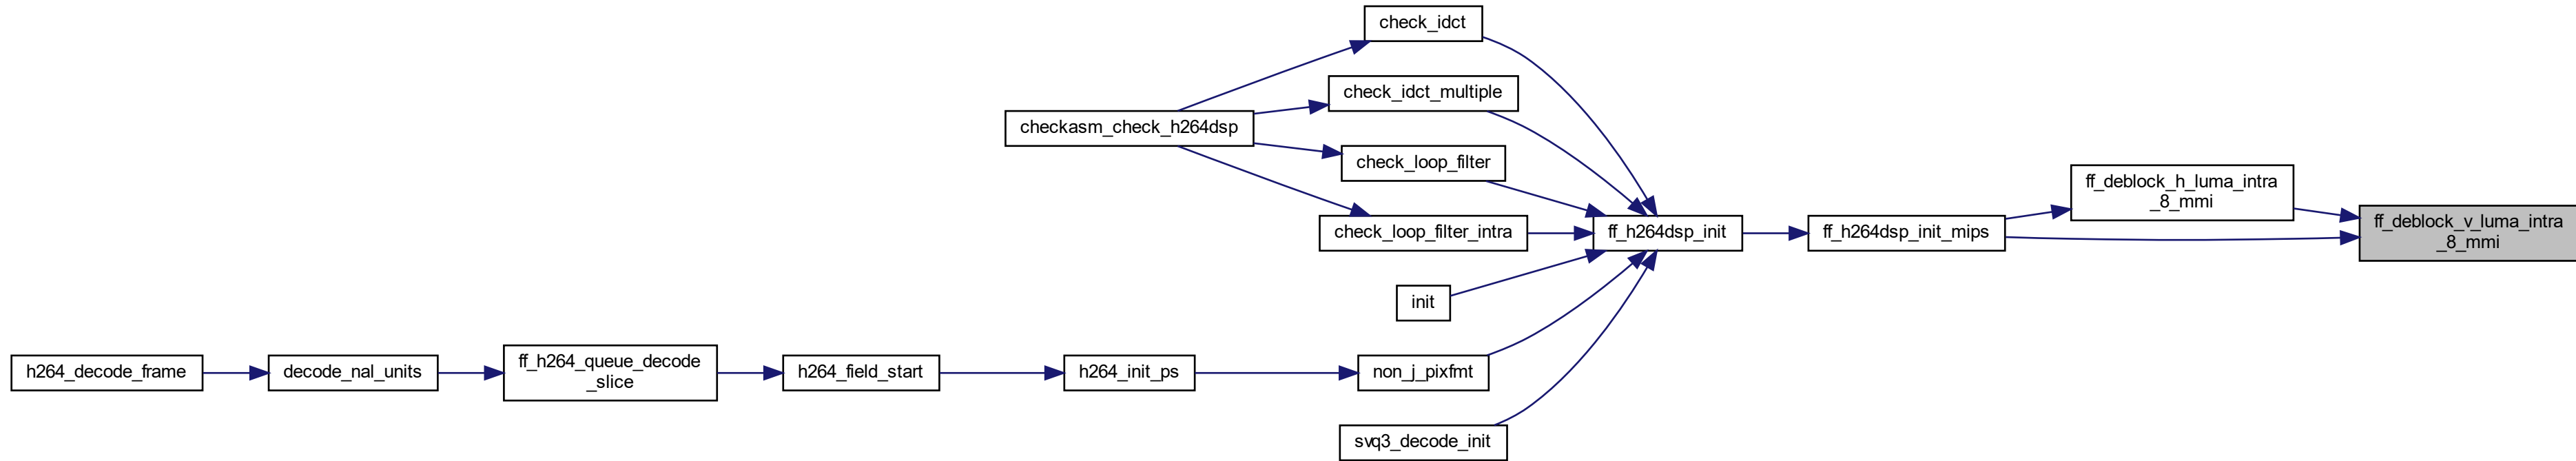 check_idct
check_idct_multiple
checkasm_check_h264dsp
check_loop_filter
ff_deblock_h_luma_intra
_8_mmi
check_loop_filter_intra
ff_h264dsp_init
ff_h264dsp_init_mips
ff_deblock_v_luma_intra
_8_mmi
init
h264_decode_frame
decode_nal_units
ff_h264_queue_decode
_slice
h264_field_start
h264_init_ps
non_j_pixfmt
svq3_decode_init